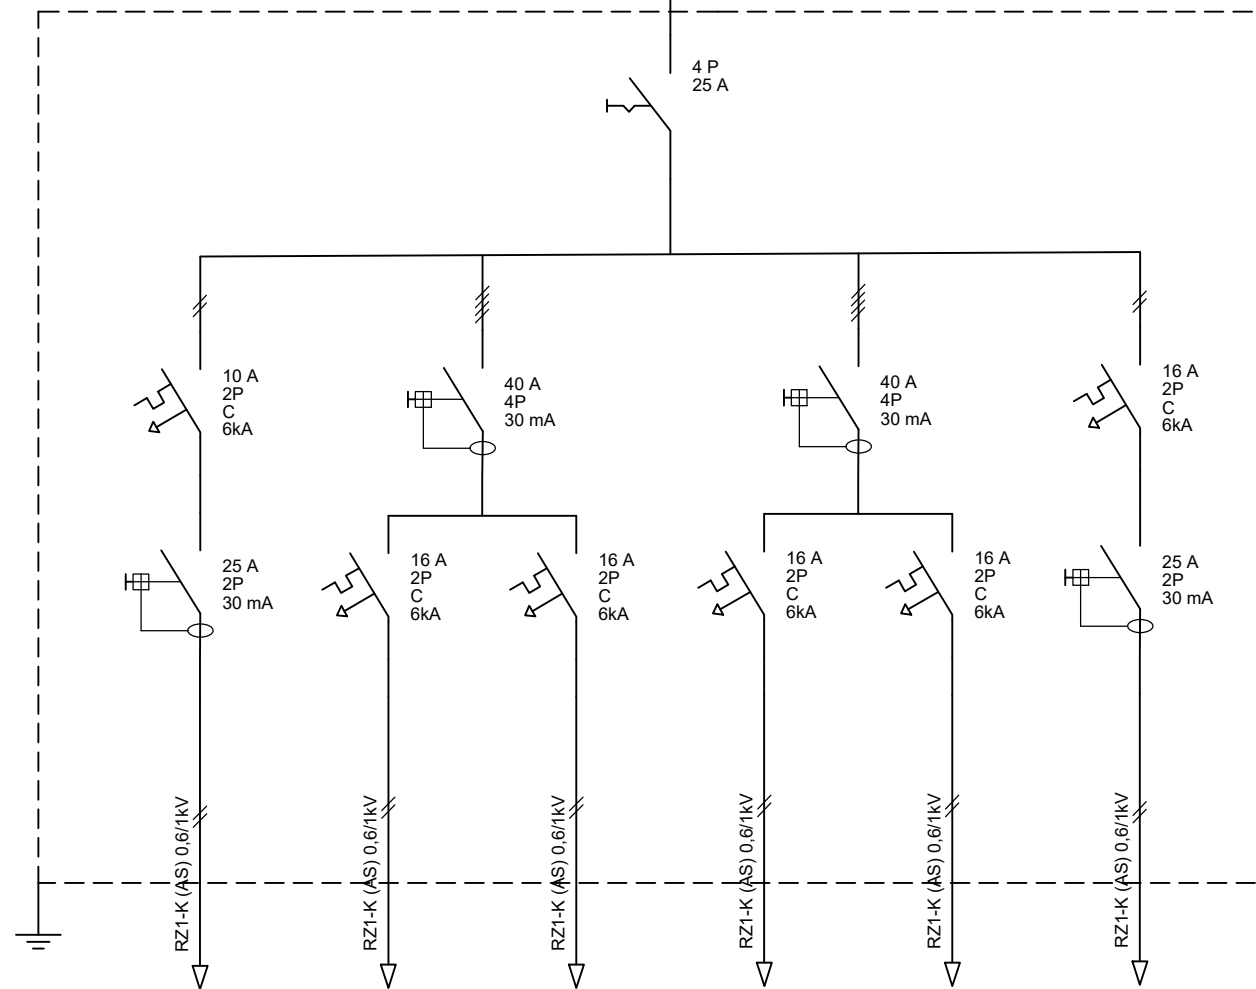 4 P
25 A
10 A
2P
C
6kA
40 A
4P
30 mA
40 A
4P
30 mA
16 A
2P
C
6kA
25 A
2P
30 mA
16 A
2P
C
6kA
16 A
2P
C
6kA
16 A
2P
C
6kA
16 A
2P
C
6kA
25 A
2P
30 mA
RZ1-K (AS) 0,6/1kV
RZ1-K (AS) 0,6/1kV
RZ1-K (AS) 0,6/1kV
RZ1-K (AS) 0,6/1kV
RZ1-K (AS) 0,6/1kV
RZ1-K (AS) 0,6/1kV